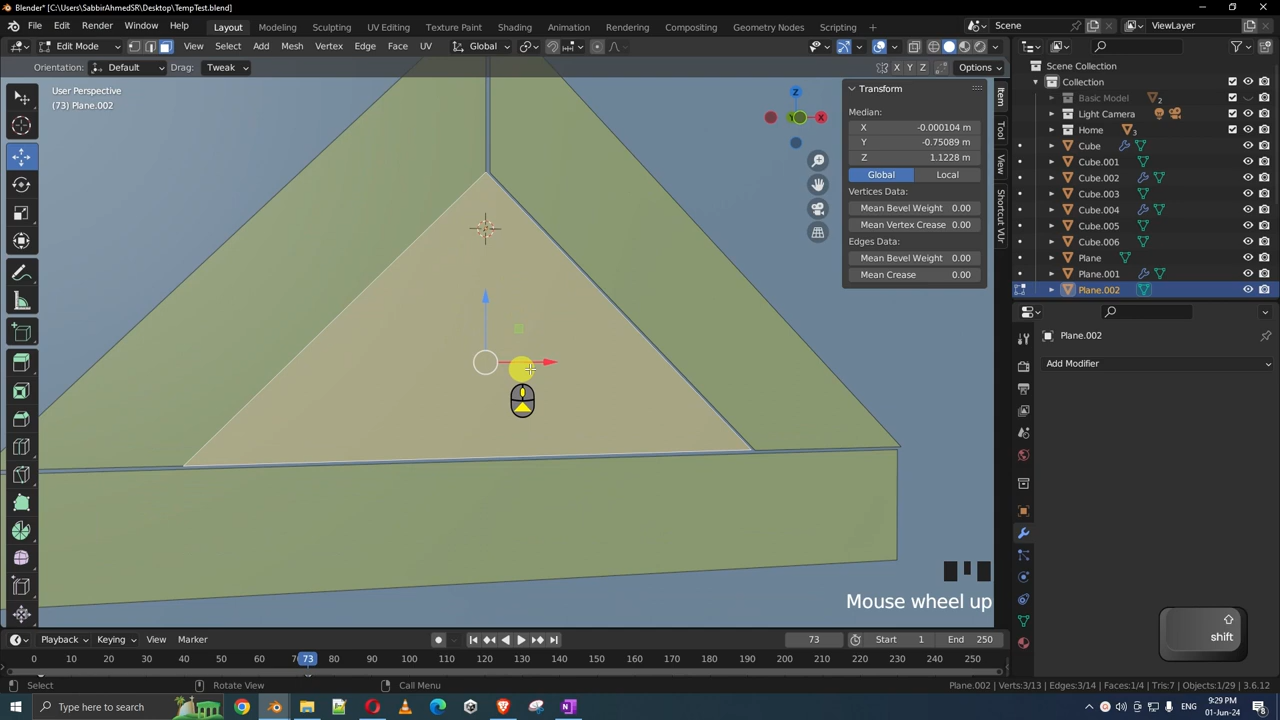 Blender* [C:\Users\SabbirAhmedSR\Desktop\TempTest.blend]
File Edit Render Window Help Layout Modeling Sculpting UV Editing Texture Paint Shading Animation Rendering Compositing Geometry Nodes Scripting Scene ViewLayer
Edit Mode View Select Add Mesh Vertex Edge Face UV Global
Orientation: Default Drag: Tweak X Y Z Options
User Perspective
(73) Plane.002
Z
Y
X
Transform
Median:
X -0.000104 m
Y -0.75089 m
Z 1.1228 m
Global Local
Vertices Data:
Mean Bevel Weight 0.00
Mean Vertex Crease 0.00
Edges Data:
Mean Bevel Weight 0.00
Mean Crease 0.00
Item
Tool
View
Shortcut VUr
Scene Collection
Collection
Basic Model 2
Light Camera
Home 3
Cube
Cube.001
Cube.002
Cube.003
Cube.004
Cube.005
Cube.006
Plane
Plane.001
Plane.002
Plane.002
Add Modifier
Mouse wheel up
shift
Playback Keying View Marker 73 Start 1 End 250
0 10 20 30 40 50 60 73 80 90 100 110 120 130 140 150 160 170 180 190 200 210 220 230 240 250
Select Rotate View Call Menu Plane.002 | Verts:3/13 | Edges:3/14 | Faces:1/4 | Tris:7 | Objects:1/29 | 3.6.12
Type here to search
9:29 PM
01-Jun-24